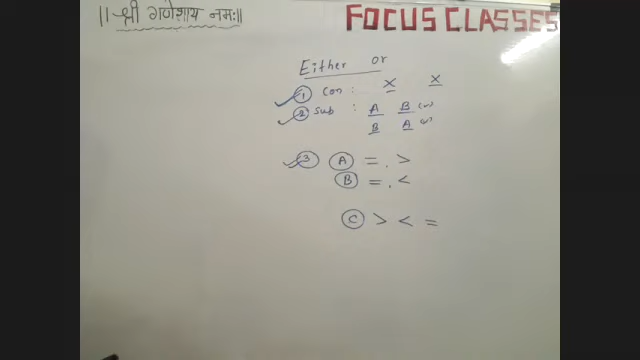 ॥श्री गणेशाय नमः॥
FOCUS CLASSES
Either or
① Con : X X
② Sub : A B (✓)
B A (✓)
③ Ⓐ = . >
Ⓑ = . <
Ⓒ > < =